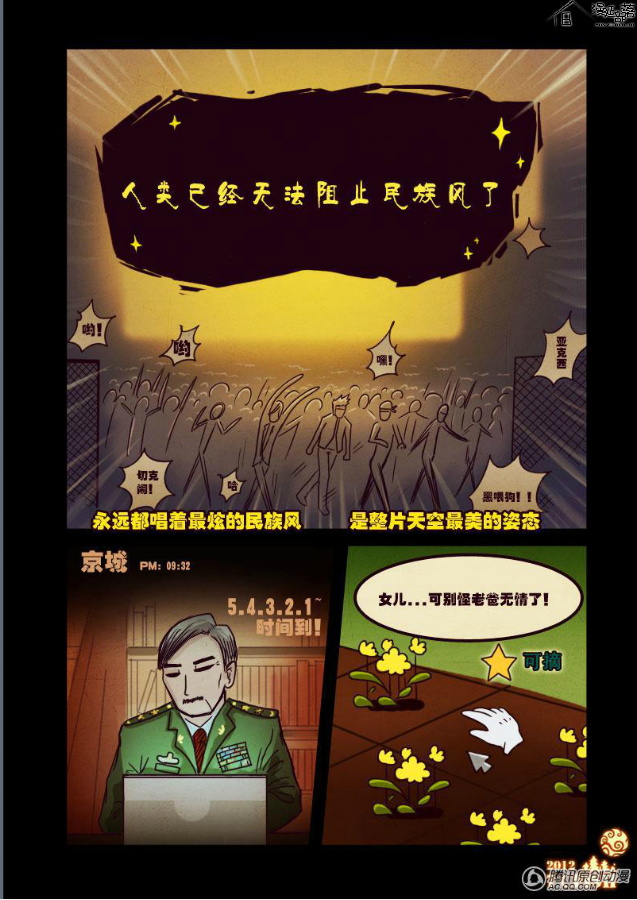 漫画部落
人类已经无法阻止民族风了
哟!
哟
嘿!
亚克西
切克
闹!
哈
黑喂狗!!
永远都唱着最炫的民族风 是整片天空最美的姿态
京城 PM: 09:32
5.4.3.2.1~
时间到!
女儿...可别怪老爸无情了!
可摘
2012
腾讯原创动漫
AC.QQ.COM